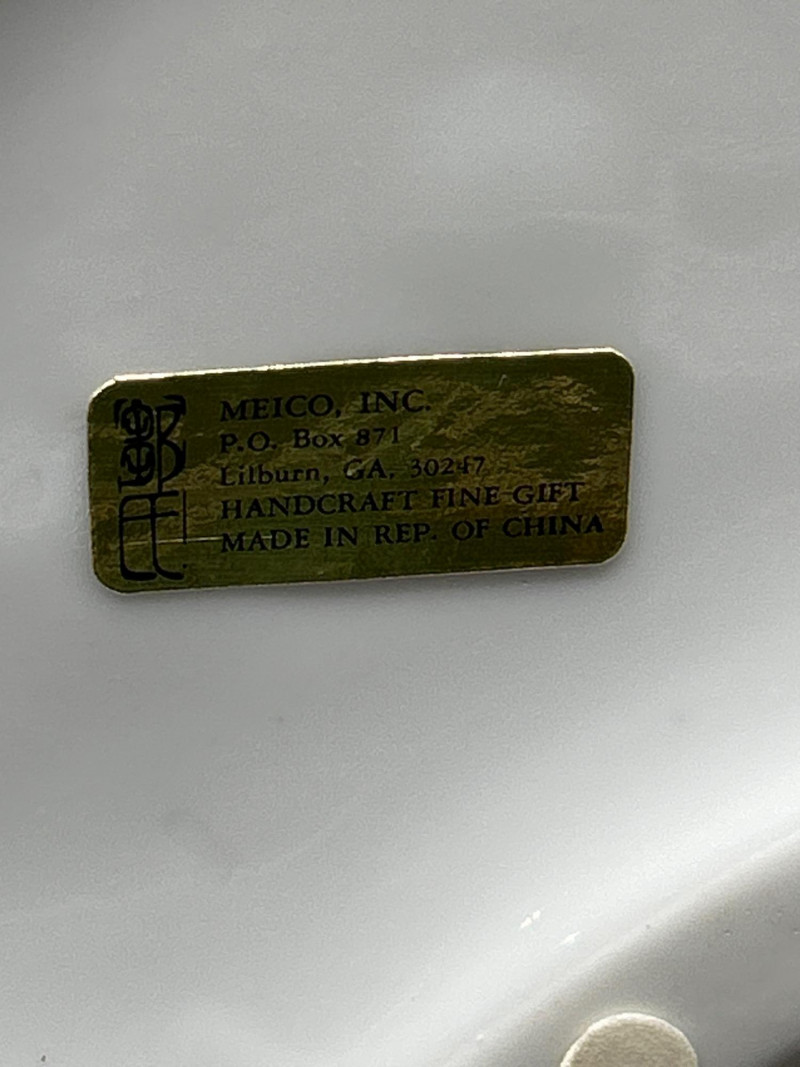 MEICO, INC.
P.O. Box 871
Lilburn, GA, 30247
HANDCRAFT FINE GIFT
MADE IN REP. OF CHINA